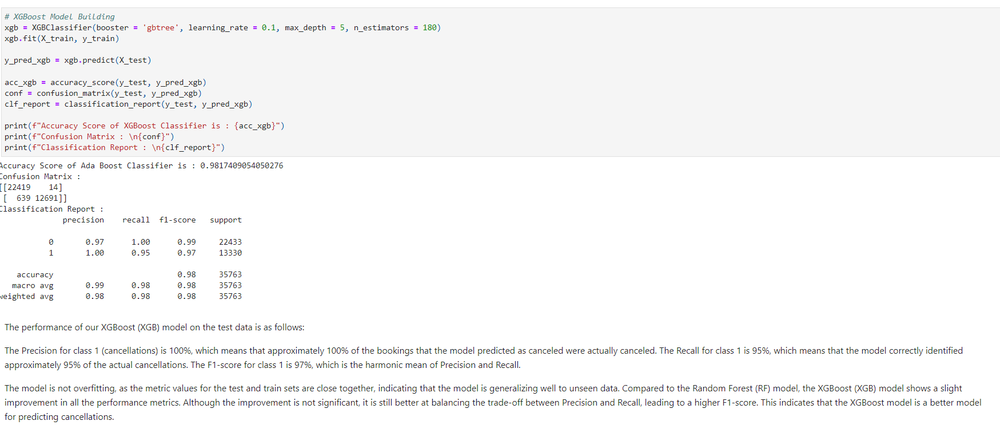 # XGBoost Model Building
xgb = XGBClassifier(booster = 'gbtree', learning_rate = 0.1, max_depth = 5, n_estimators = 180)
xgb.fit(X_train, y_train)
y_pred_xgb = xgb.predict(X_test)
acc_xgb = accuracy_score(y_test, y_pred_xgb)
conf = confusion_matrix(y_test, y_pred_xgb)
clf_report = classification_report(y_test, y_pred_xgb)
print(f"Accuracy Score of XGBoost Classifier is : {acc_xgb}")
print(f"Confusion Matrix : \n{conf}")
print(f"Classification Report : \n{clf_report}")
Accuracy Score of Ada Boost Classifier is : 0.9817409054050276
Confusion Matrix :
[[22419    14]
 [  639 12691]]
Classification Report :
              precision    recall  f1-score   support
           0       0.97      1.00      0.99     22433
           1       1.00      0.95      0.97     13330
    accuracy                           0.98     35763
   macro avg       0.99      0.98      0.98     35763
weighted avg       0.98      0.98      0.98     35763
The performance of our XGBoost (XGB) model on the test data is as follows:
The Precision for class 1 (cancellations) is 100%, which means that approximately 100% of the bookings that the model predicted as canceled were actually canceled. The Recall for class 1 is 95%, which means that the model correctly identified
approximately 95% of the actual cancellations. The F1-score for class 1 is 97%, which is the harmonic mean of Precision and Recall.
The model is not overfitting, as the metric values for the test and train sets are close together, indicating that the model is generalizing well to unseen data. Compared to the Random Forest (RF) model, the XGBoost (XGB) model shows a slight
improvement in all the performance metrics. Although the improvement is not significant, it is still better at balancing the trade-off between Precision and Recall, leading to a higher F1-score. This indicates that the XGBoost model is a better model
for predicting cancellations.